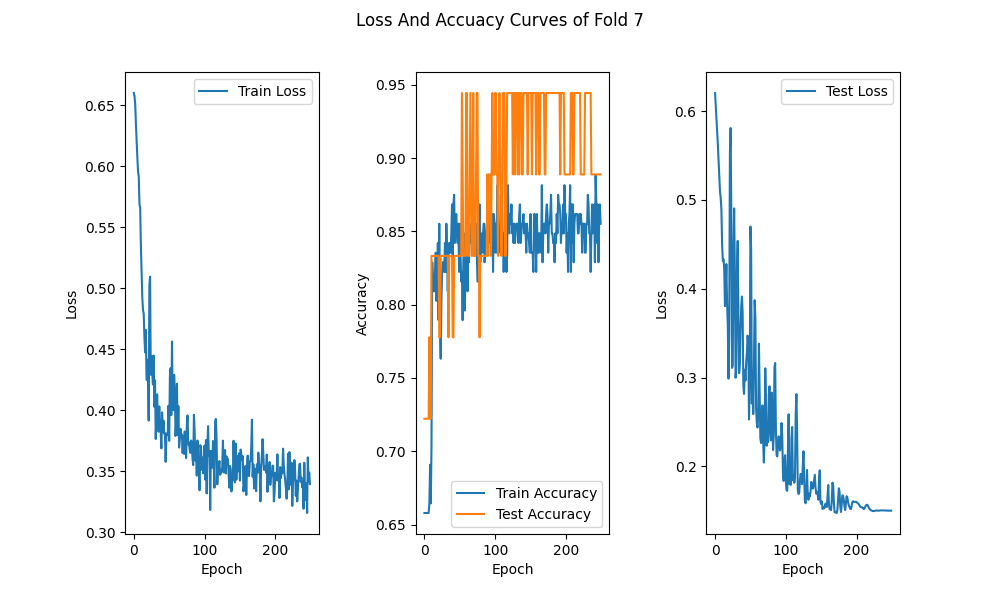 Loss And Accuacy Curves of Fold 7
Train Loss
0.65
0.60
0.55
0.50
0.45
0.40
0.35
0.30
Loss
0
100
200
Epoch
0.95
0.90
0.85
0.80
0.75
0.70
0.65
Accuracy
Train Accuracy
Test Accuracy
0
100
200
Epoch
Test Loss
0.6
0.5
0.4
0.3
0.2
Loss
0
100
200
Epoch